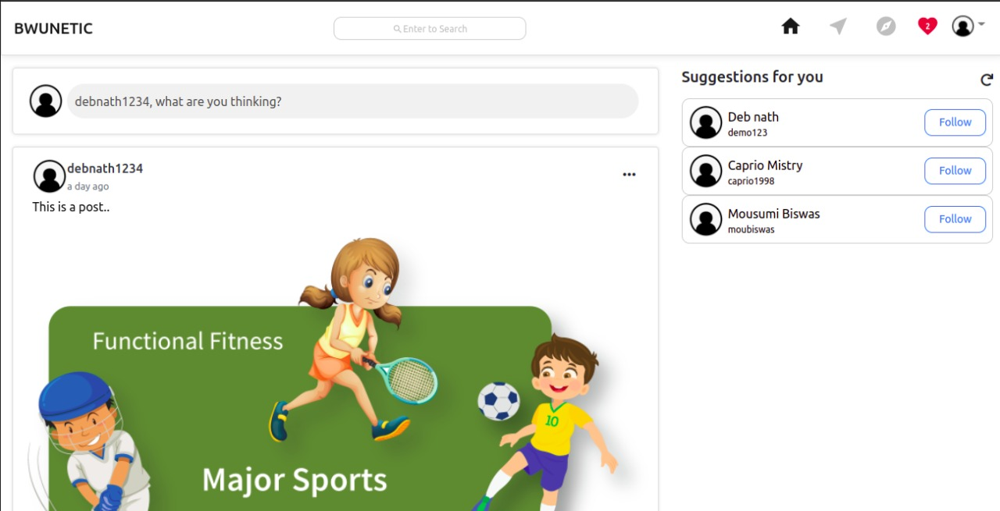 BWUNETIC
Enter to Search
2
debnath1234, what are you thinking?
debnath1234
a day ago
This is a post..
Functional Fitness
10
Major Sports
Suggestions for you
Deb nath
demo123
Follow
Caprio Mistry
caprio1998
Follow
Mousumi Biswas
moubiswas
Follow